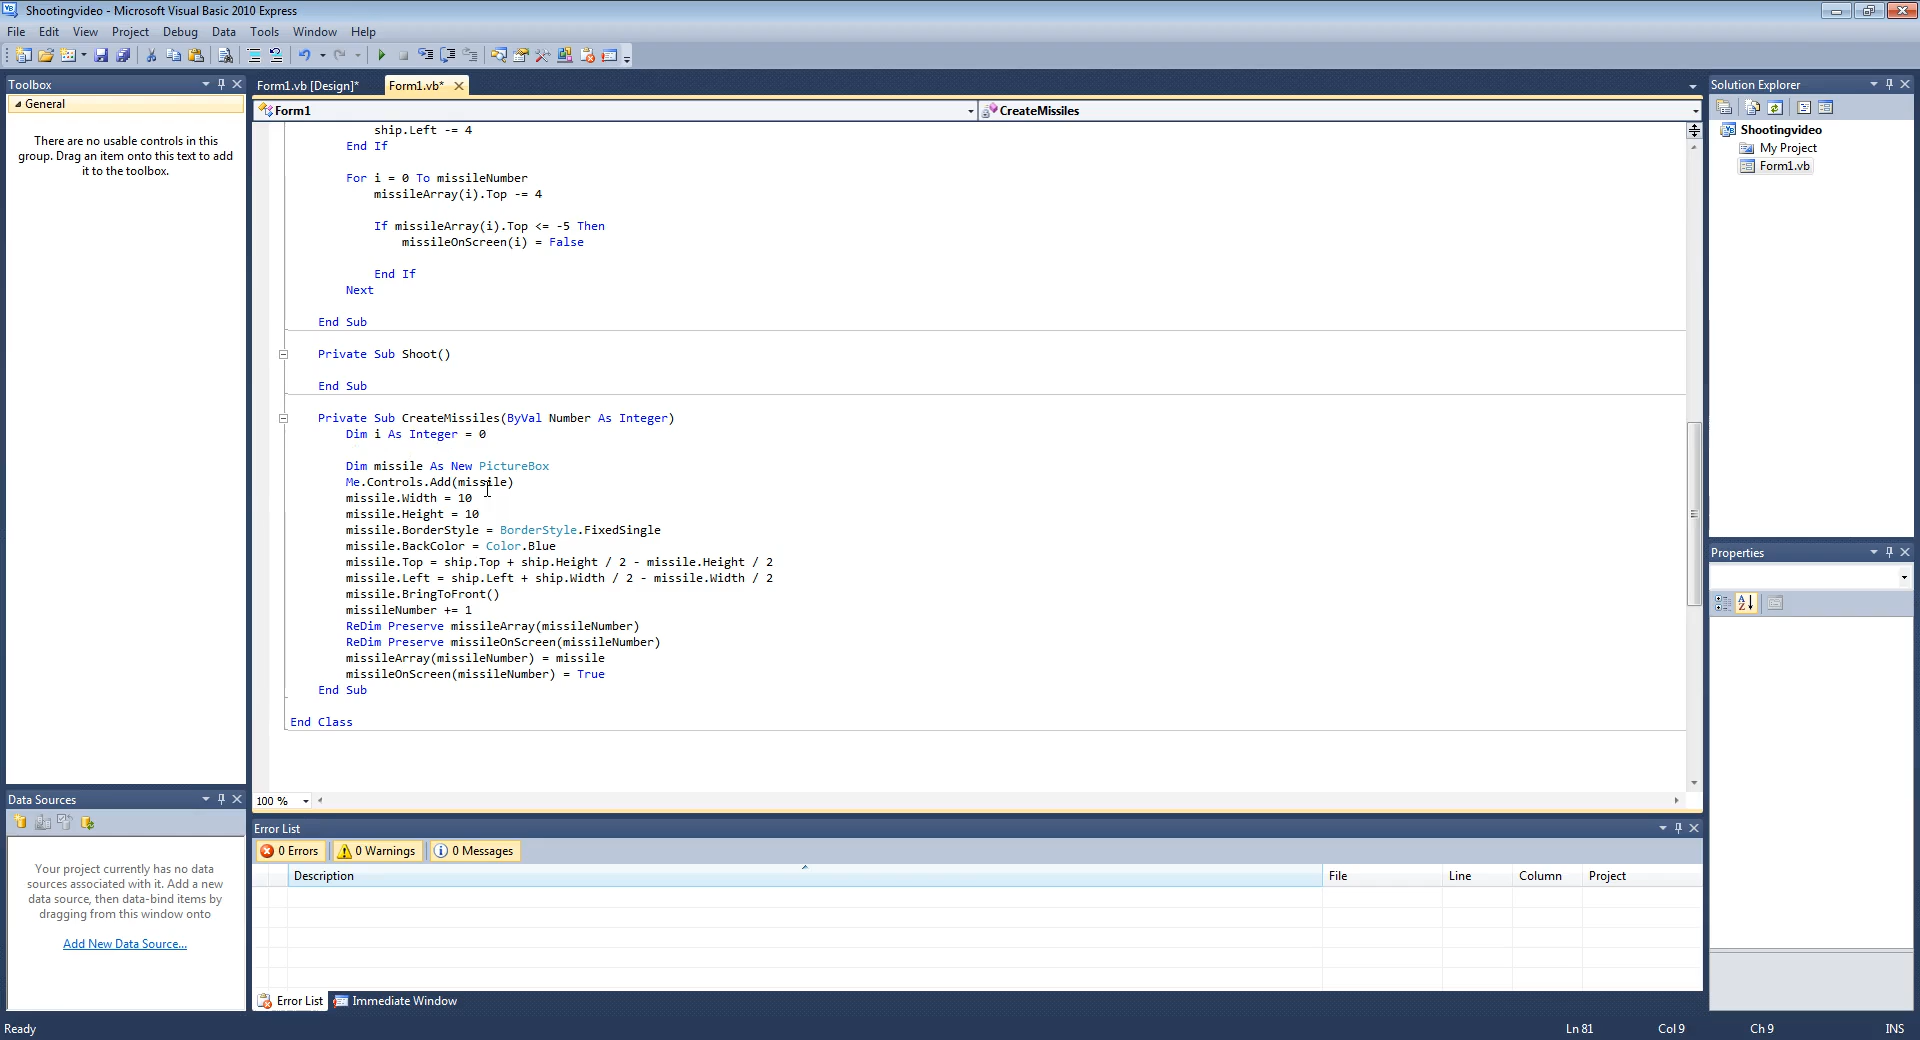 Shootingvideo - Microsoft Visual Basic 2010 Express
File Edit View Project Debug Data Tools Window Help
Toolbox
General
There are no usable controls in this
group. Drag an item onto this text to add
it to the toolbox.
Form1.vb [Design]* Form1.vb*
Form1 CreateMissiles
ship.Left -= 4
End If
For i = 0 To missileNumber
missileArray(i).Top -= 4
If missileArray(i).Top <= -5 Then
missileOnScreen(i) = False
End If
Next
End Sub
Private Sub Shoot()
End Sub
Private Sub CreateMissiles(ByVal Number As Integer)
Dim i As Integer = 0
Dim missile As New PictureBox
Me.Controls.Add(missile)
missile.Width = 10
missile.Height = 10
missile.BorderStyle = BorderStyle.FixedSingle
missile.BackColor = Color.Blue
missile.Top = ship.Top + ship.Height / 2 - missile.Height / 2
missile.Left = ship.Left + ship.Width / 2 - missile.Width / 2
missile.BringToFront()
missileNumber += 1
ReDim Preserve missileArray(missileNumber)
ReDim Preserve missileOnScreen(missileNumber)
missileArray(missileNumber) = missile
missileOnScreen(missileNumber) = True
End Sub
End Class
100 %
Solution Explorer
Shootingvideo
My Project
Form1.vb
Properties
Data Sources
Your project currently has no data
sources associated with it. Add a new
data source, then data-bind items by
dragging from this window onto
Add New Data Source...
Error List
0 Errors 0 Warnings 0 Messages
Description File Line Column Project
Error List Immediate Window
Ready Ln 81 Col 9 Ch 9 INS